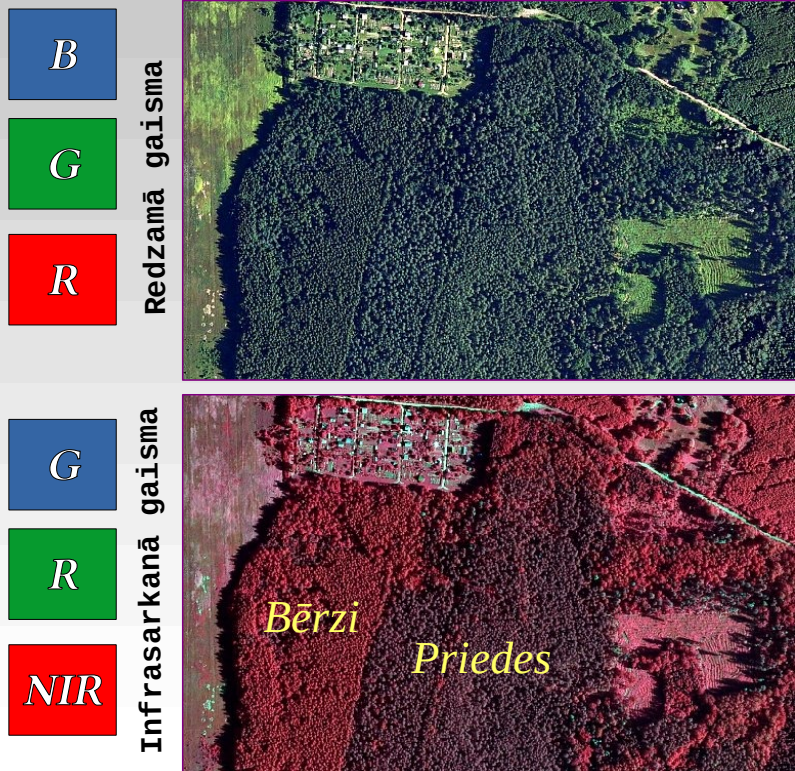 B
G
R
Redzamā gaisma
G
R
NIR
Infrasarkanā gaisma
Bērzi
Priedes